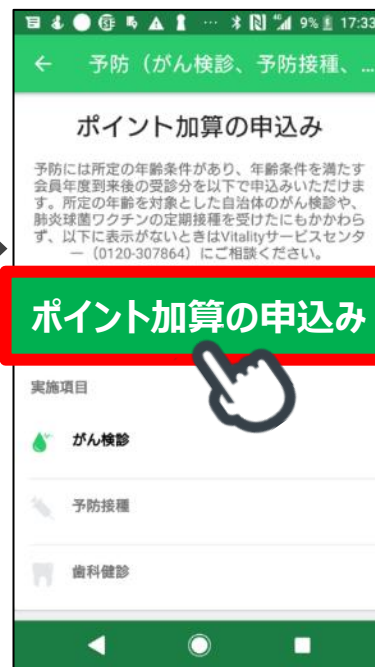 9% 17:33
← 予防（がん検診、予防接種、...
ポイント加算の申込み
予防には所定の年齢条件があり、年齢条件を満たす
会員年度到来後の受診分を以下で申込みいただけま
す。所定の年齢を対象とした自治体のがん検診や、
肺炎球菌ワクチンの定期接種を受けたにもかかわら
ず、以下に表示がないときはVitalityサービスセンタ
ー（0120-307864）にご相談ください。
ポイント加算の申込み
実施項目
がん検診
予防接種
歯科健診